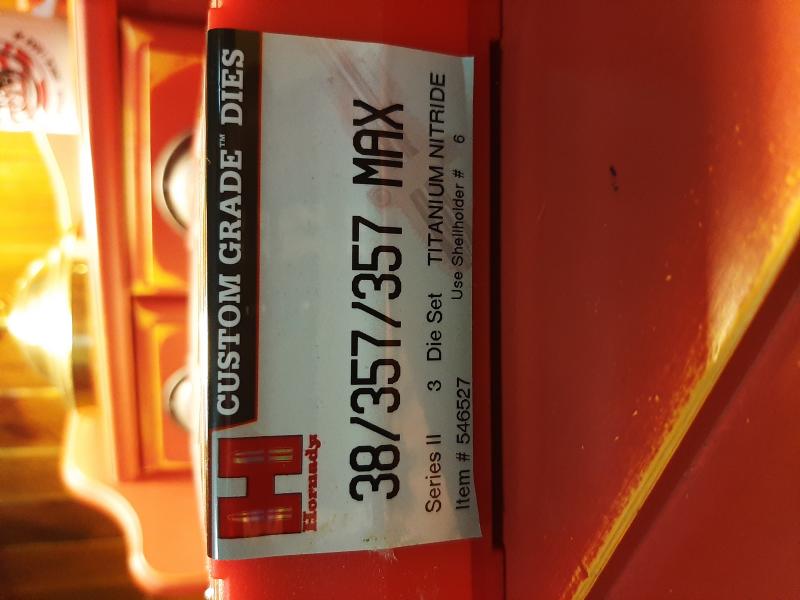 CUSTOM GRADE™ DIES
Hornady
38/357/357 MAX
Series II 3 Die Set TITANIUM NITRIDE
Item # 546527 Use Shellholder # 6